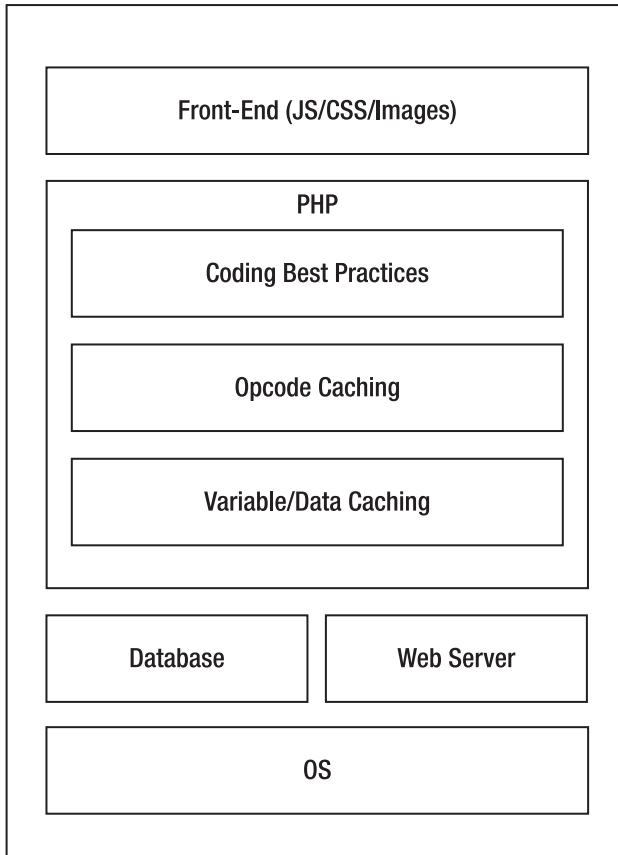 Front-End (JS/CSS/Images)
PHP
Coding Best Practices
Opcode Caching
Variable/Data Caching
Database
Web Server
OS